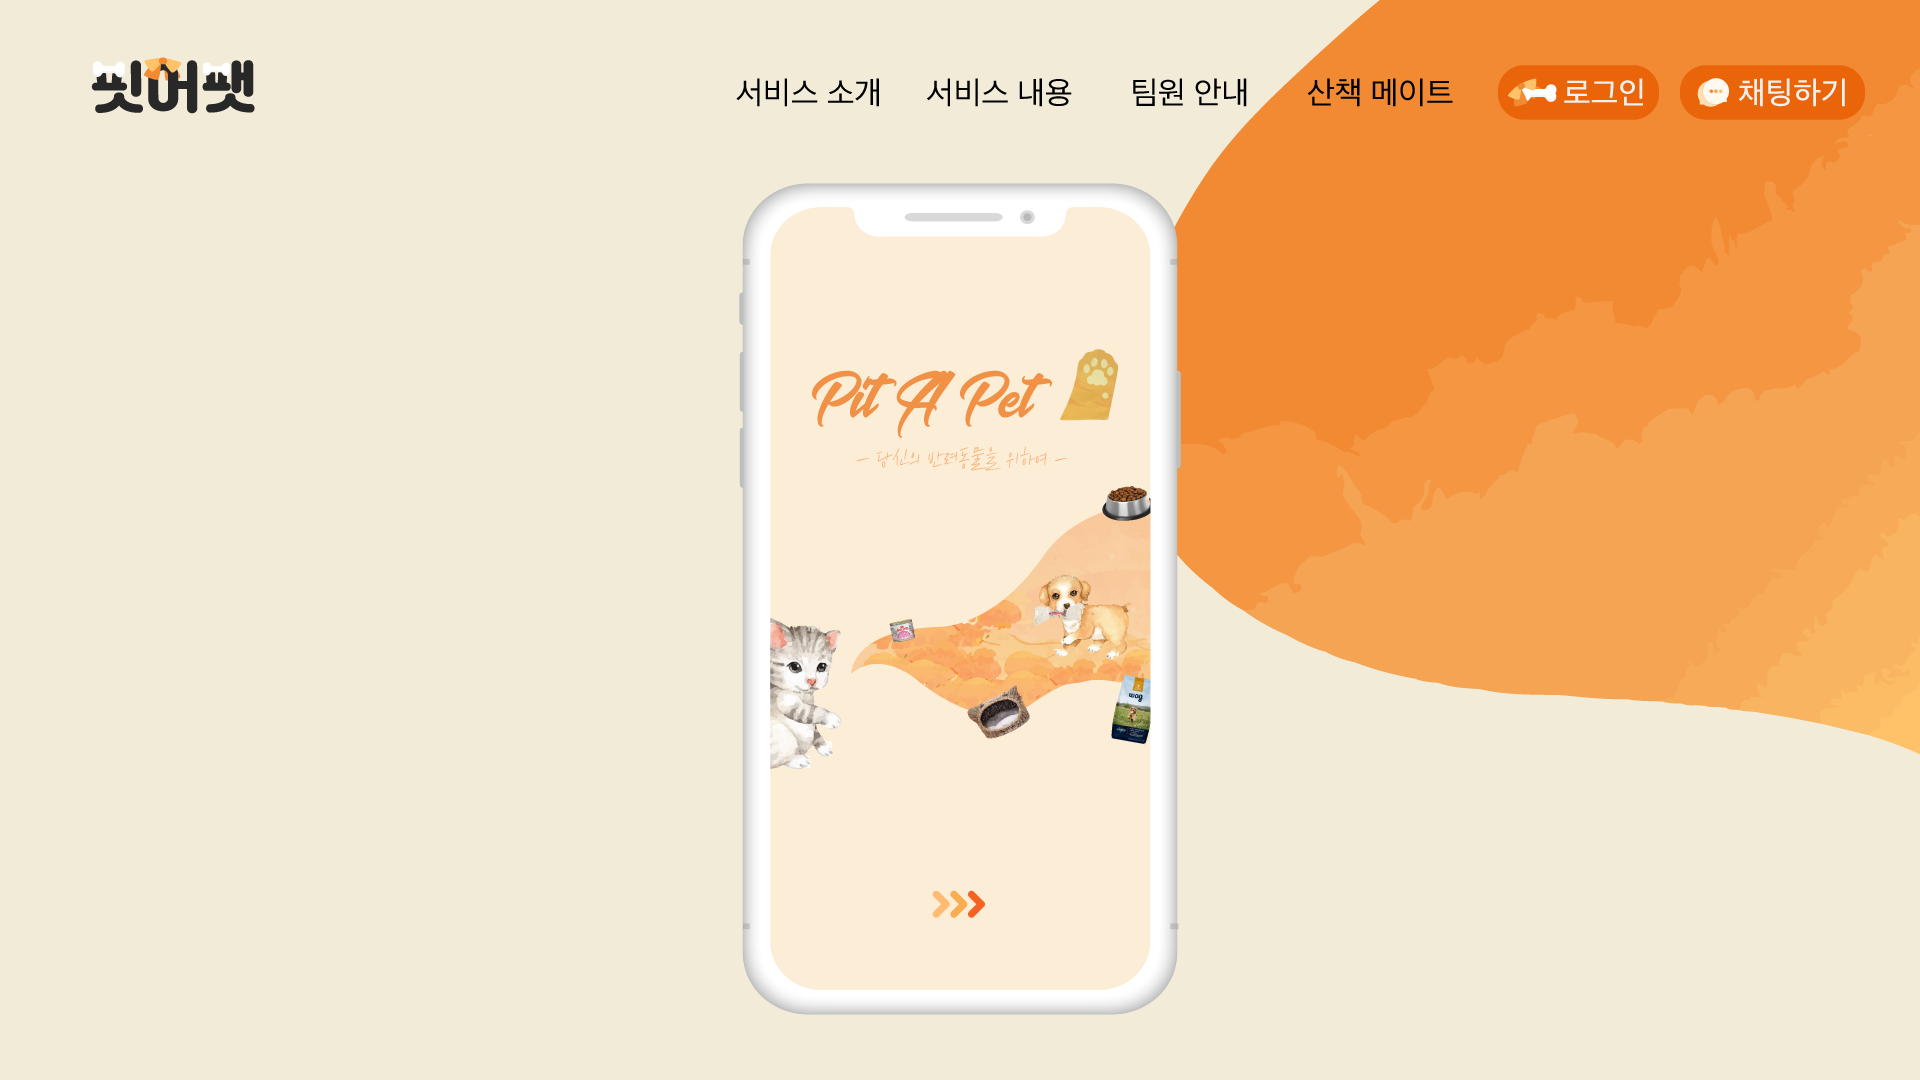 핏어팻
서비스 소개
서비스 내용
팀원 안내
산책 메이트
로그인
채팅하기
Pit A Pet
- 당신의 반려동물을 위하여 -
wog